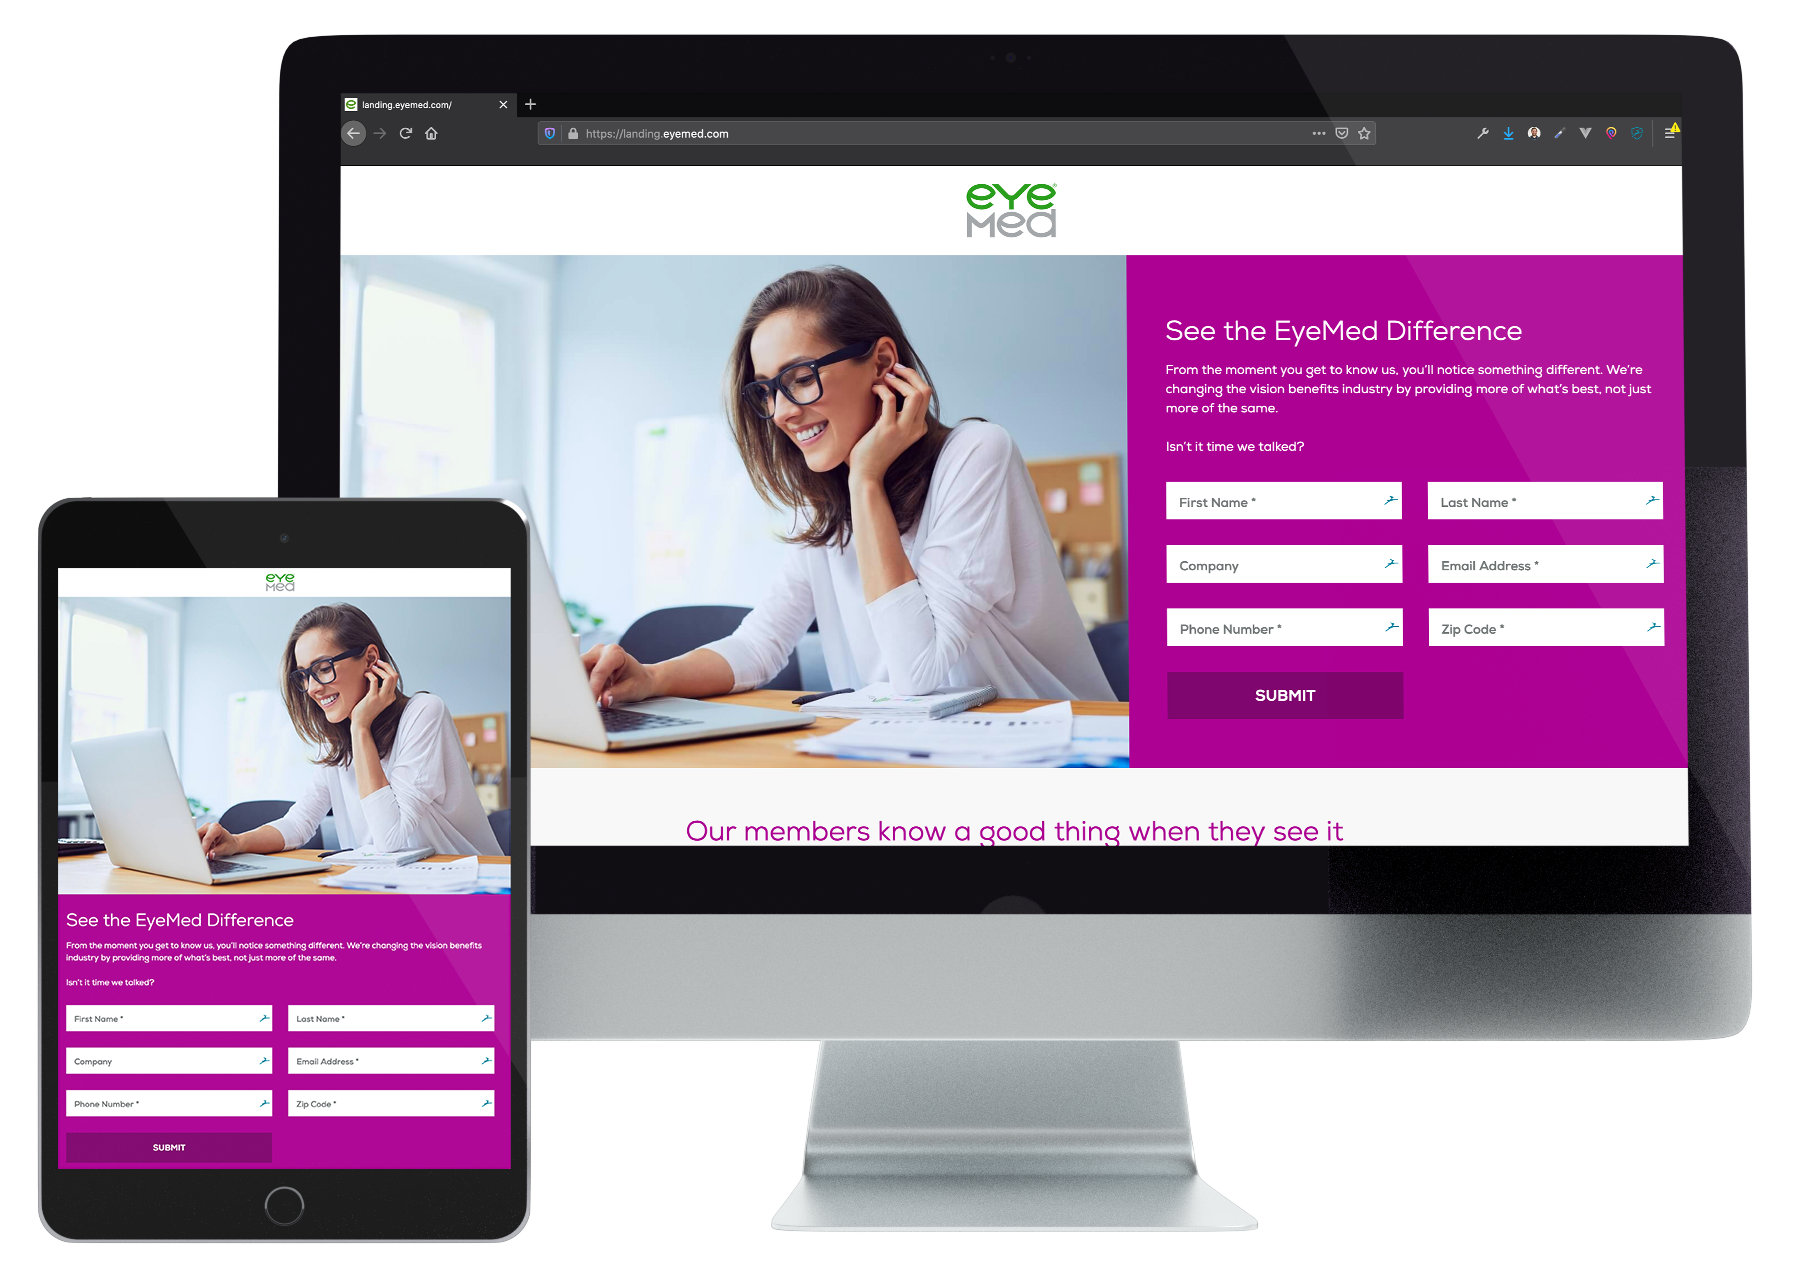 landing.eyemed.com/
https://landing.eyemed.com
eye
med
See the EyeMed Difference
From the moment you get to know us, you'll notice something different. We're
changing the vision benefits industry by providing more of what's best, not just
more of the same.
Isn't it time we talked?
First Name *
Last Name *
Company
Email Address *
Phone Number *
Zip Code *
SUBMIT
Our members know a good thing when they see it
eye
med
See the EyeMed Difference
From the moment you get to know us, you'll notice something different. We're changing the vision benefits
industry by providing more of what's best, not just more of the same.
Isn't it time we talked?
First Name *
Last Name *
Company
Email Address *
Phone Number *
Zip Code *
SUBMIT